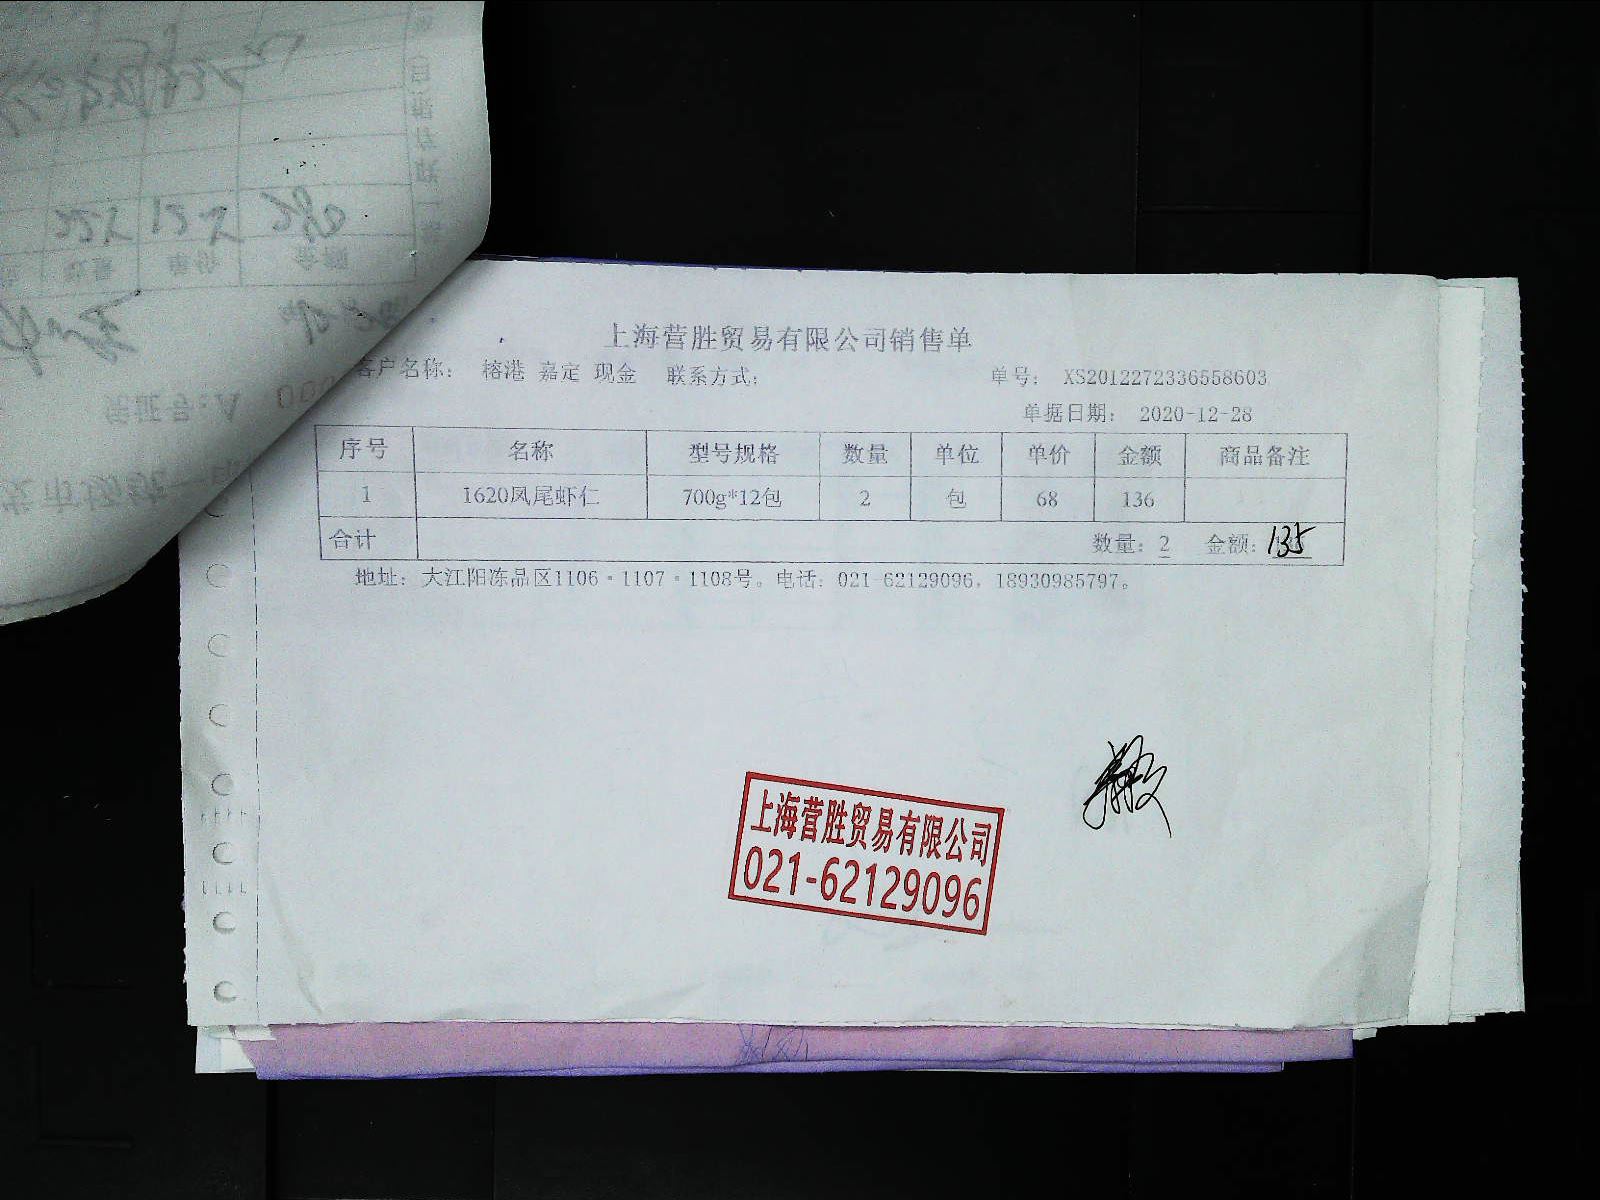 上海营胜贸易有限公司销售单
客户名称： 榕港 嘉定 现金 联系方式： 单号： XS2012272336558603
单据日期： 2020-12-28
序号 名称 型号规格 数量 单位 单价 金额 商品备注
1 1620凤尾虾仁 700g*12包 2 包 68 136
合计 数量：2 金额：135
地址：大江阳冻品区1106·1107·1108号。电话：021-62129096，18930985797。
上海营胜贸易有限公司
021-62129096